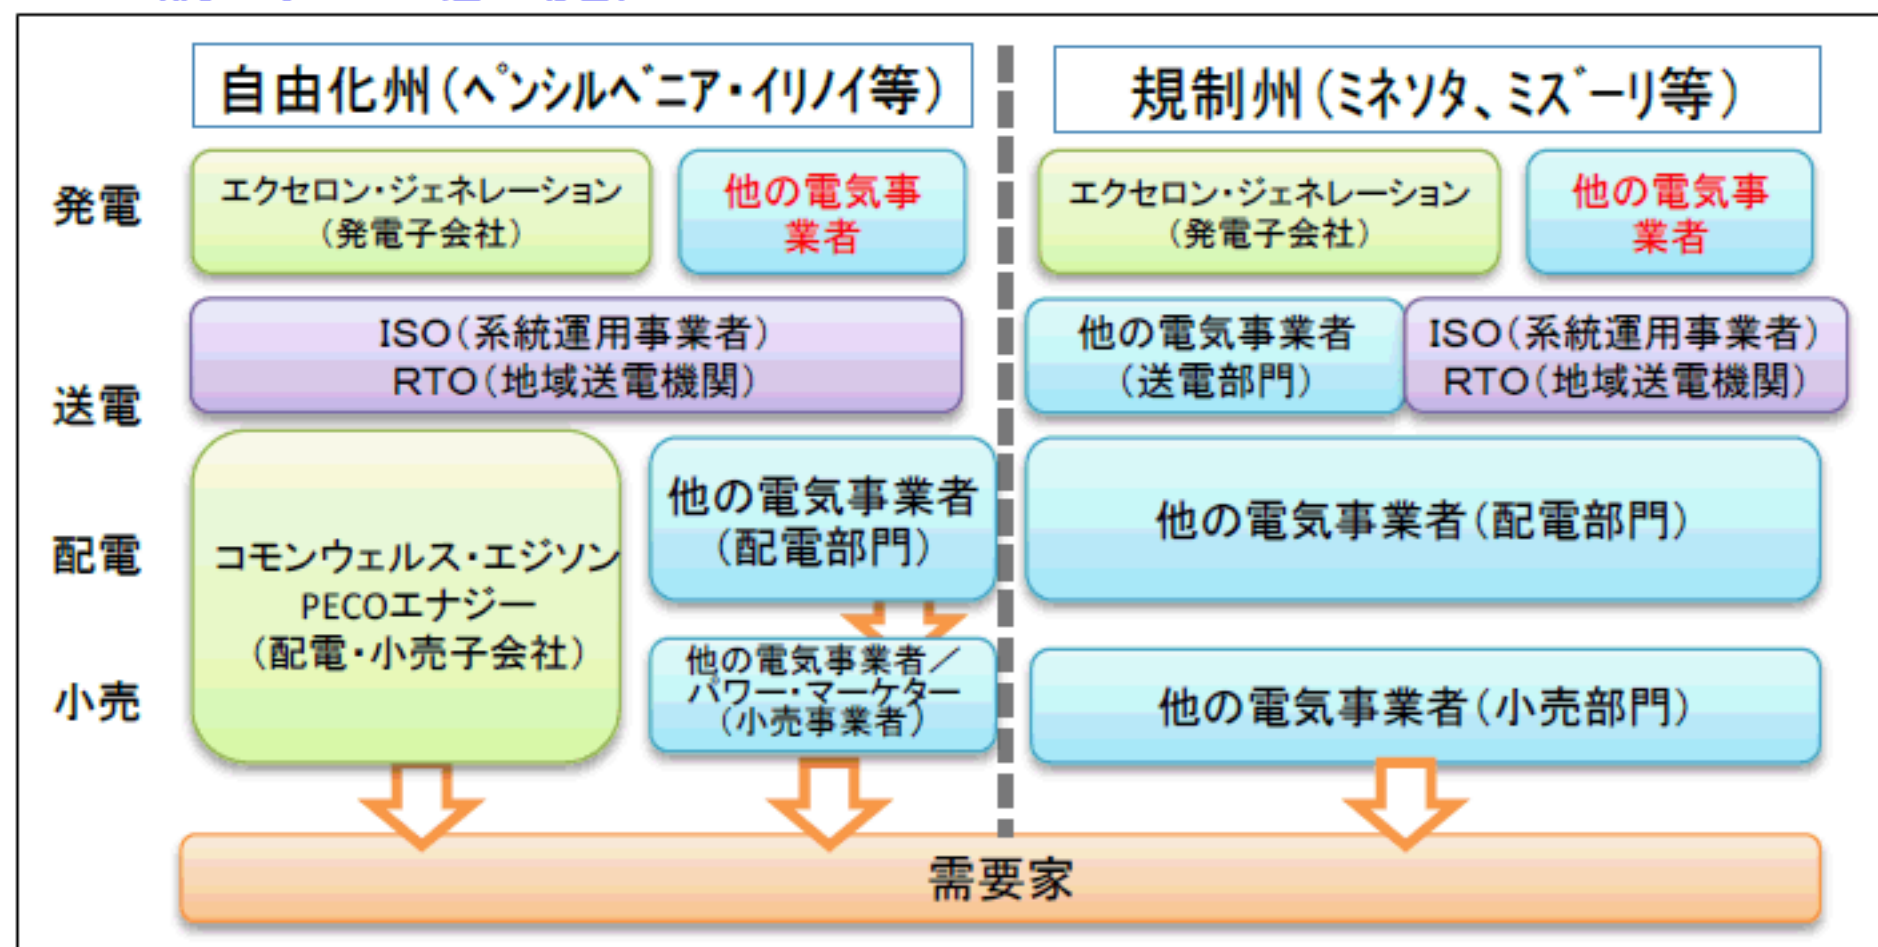 自由化州（ペンシルベニア・イリノイ等）
規制州（ミネソタ、ミズーリ等）
発電
エクセロン・ジェネレーション
（発電子会社）
他の電気事
業者
エクセロン・ジェネレーション
（発電子会社）
他の電気事
業者
送電
ISO（系統運用事業者）
RTO（地域送電機関）
他の電気事業者
（送電部門）
ISO（系統運用事業者）
RTO（地域送電機関）
配電
コモンウェルス・エジソン
PECOエナジー
（配電・小売子会社）
他の電気事業者
（配電部門）
他の電気事業者（配電部門）
小売
他の電気事業者／
パワー・マーケター
（小売事業者）
他の電気事業者（小売部門）
需要家